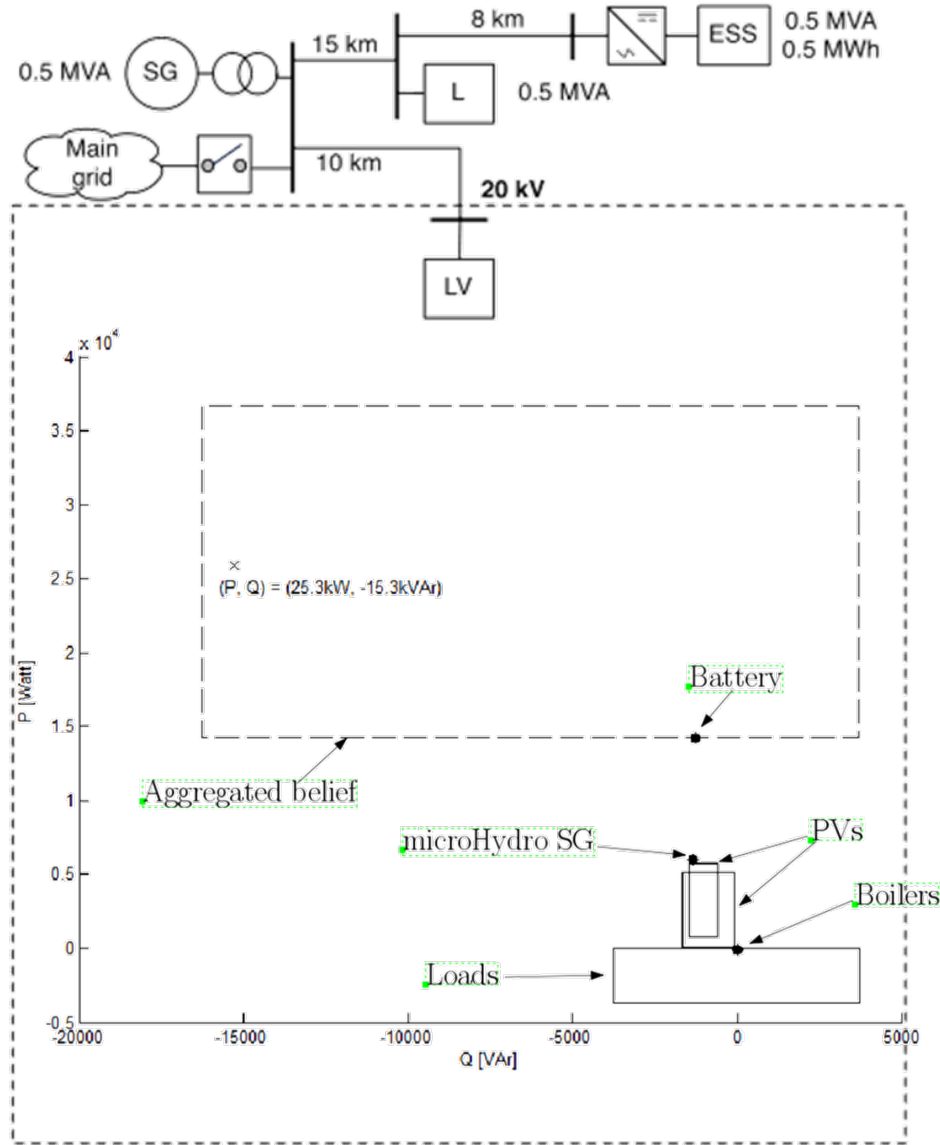 8 km
0.5 MVA
15 km
ESS
0.5 MWh
0.5 MVA
SG
L
0.5 MVA
Main
grid
10 km
20 kV
LV
x 10^4
4
3.5
3
2.5
2
1.5
1
0.5
0
-0.5
P [Watt]
(P, Q) = (25.3kW, -15.3kVAr)
Battery
Aggregated belief
microHydro SG
PVs
Boilers
Loads
-20000
-15000
-10000
-5000
0
5000
Q [VAr]